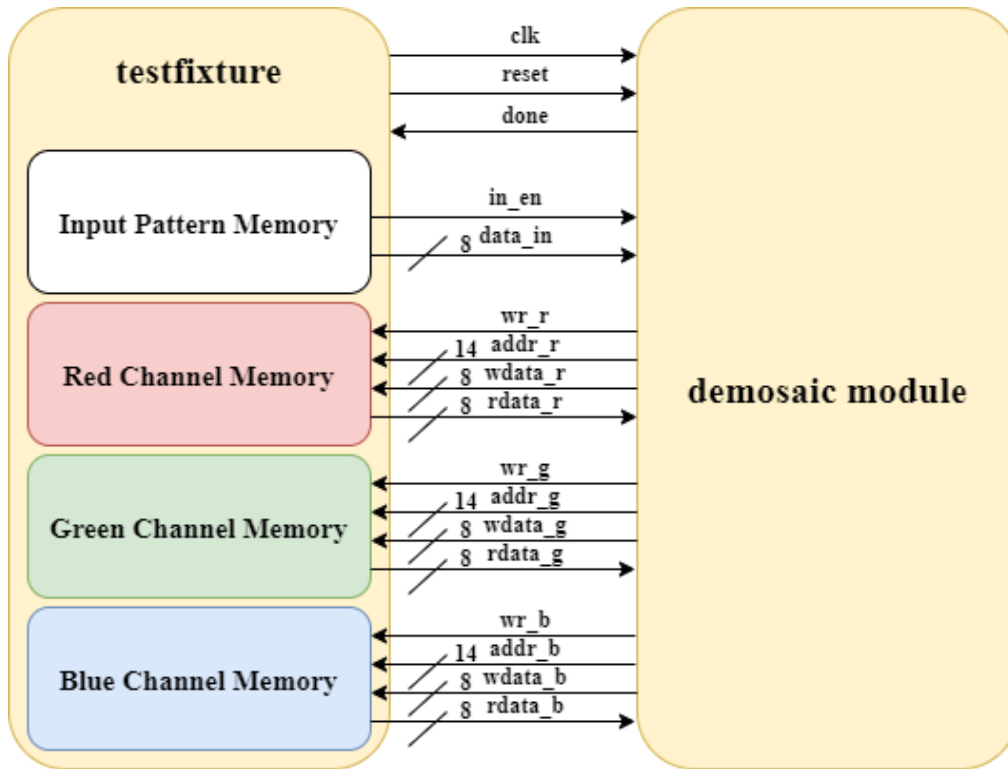 testfixture
clk
reset
done
Input Pattern Memory
in_en
8 data_in
Red Channel Memory
wr_r
14 addr_r
8 wdata_r
8 rdata_r
demosaic module
Green Channel Memory
wr_g
14 addr_g
8 wdata_g
8 rdata_g
Blue Channel Memory
wr_b
14 addr_b
8 wdata_b
8 rdata_b